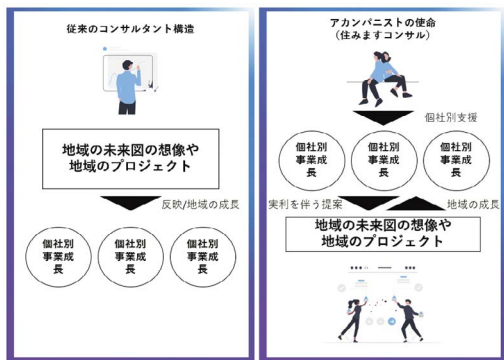 従来のコンサルタント構造
地域の未来図の想像や
地域のプロジェクト
反映/地域の成長
個社別
事業成
長
個社別
事業成
長
個社別
事業成
長
アカンパニストの使命
(住みますコンサル)
個社別支援
個社別
事業成
長
個社別
事業成
長
個社別
事業成
長
実利を伴う提案
地域の成長
地域の未来図の想像や
地域のプロジェクト